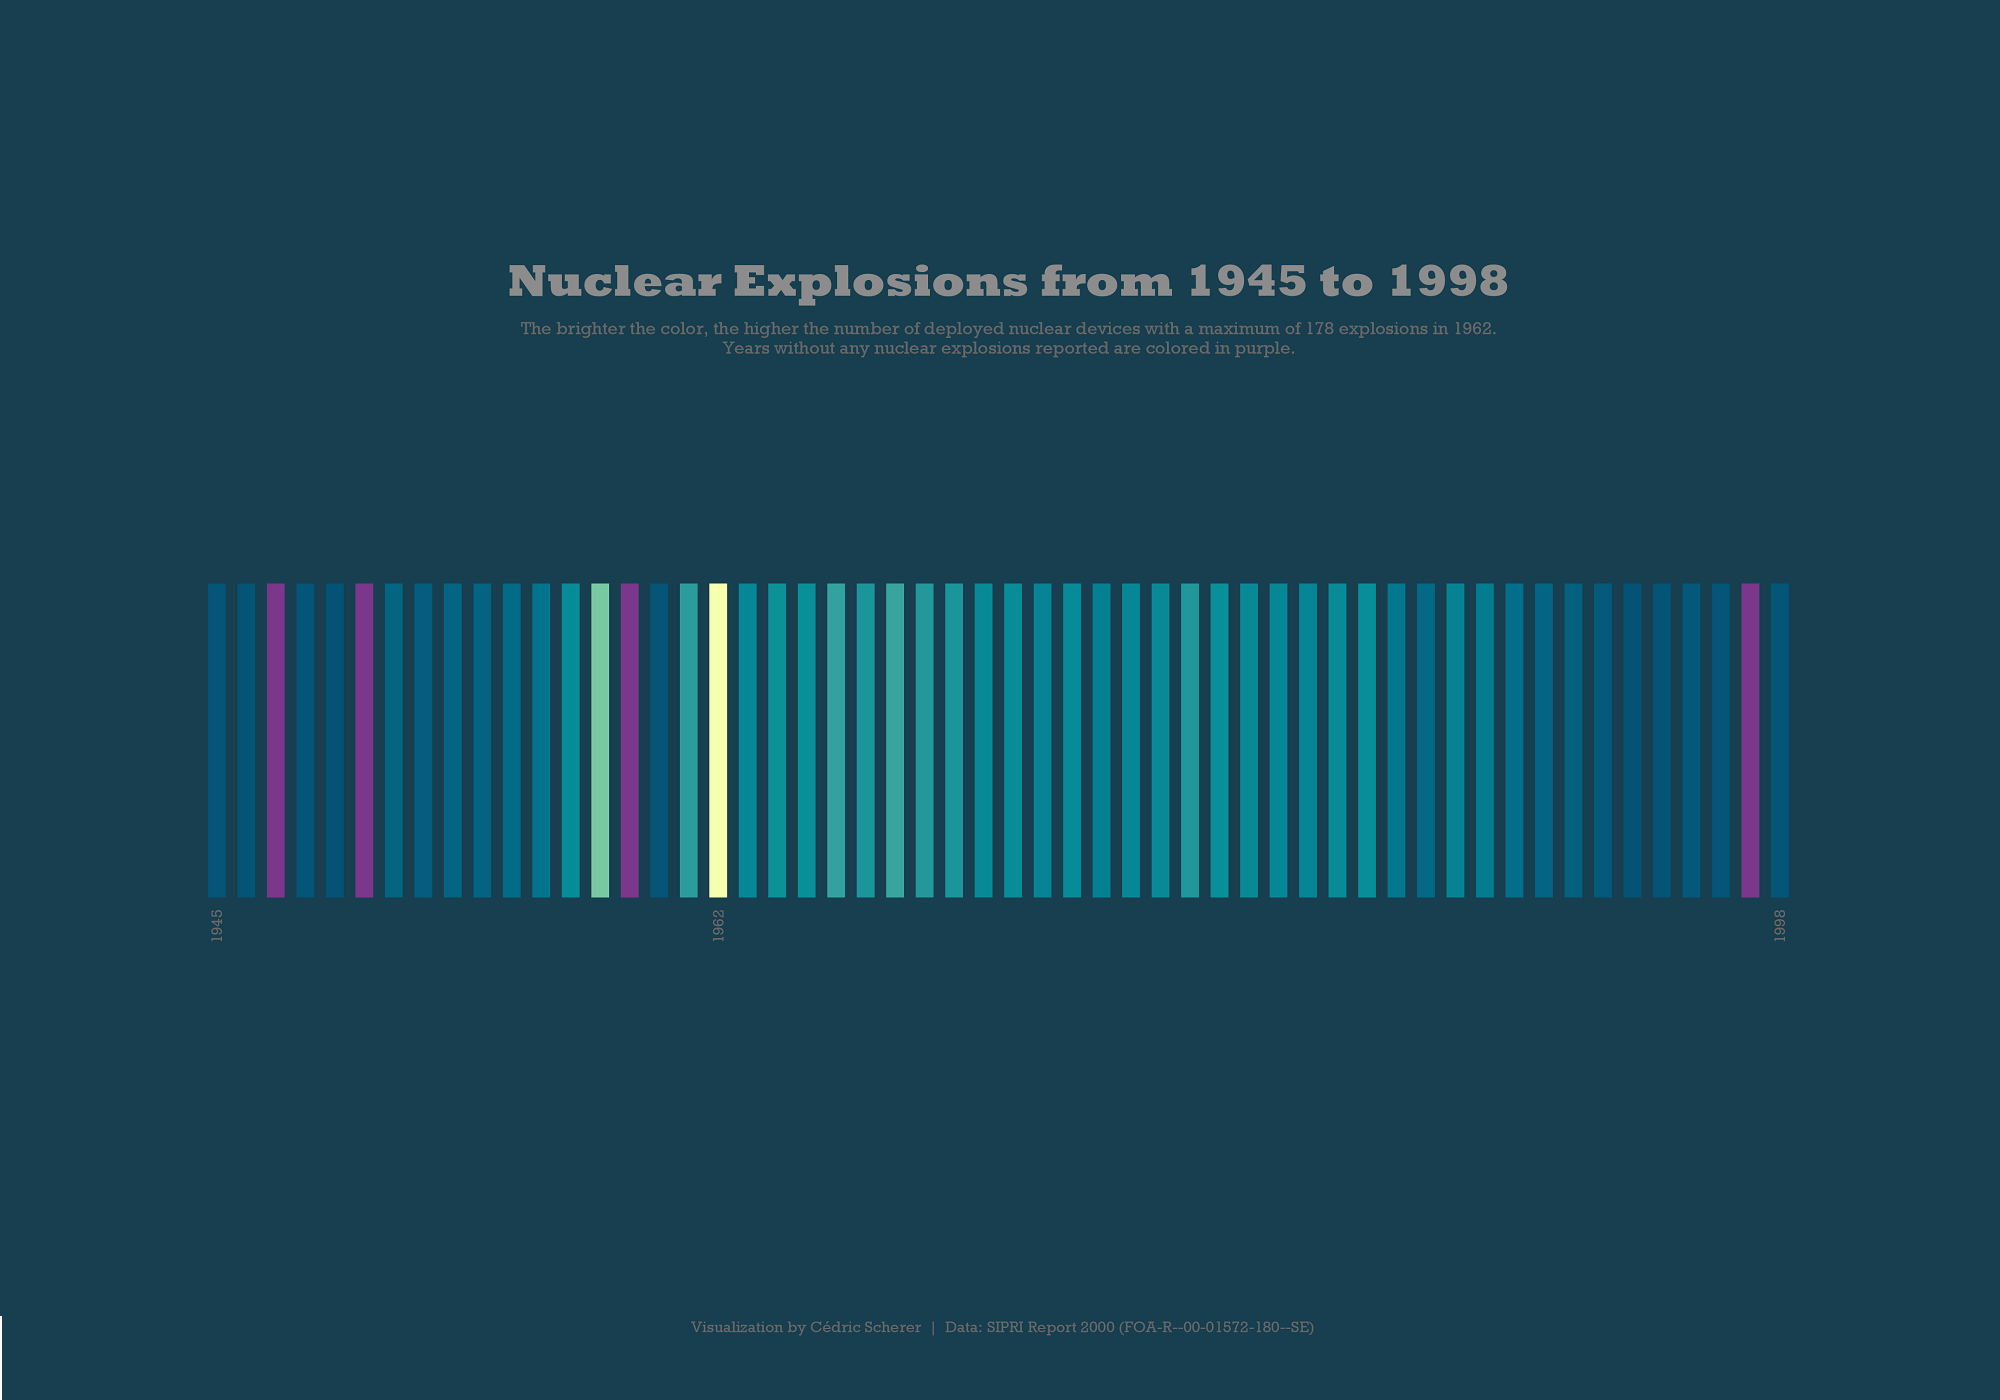 Nuclear Explosions from 1945 to 1998
The brighter the color, the higher the number of deployed nuclear devices with a maximum of 178 explosions in 1962.
Years without any nuclear explosions reported are colored in purple.
1945
1962
1998
Visualization by Cédric Scherer | Data: SIPRI Report 2000 (FOA-R--00-01572-180--SE)